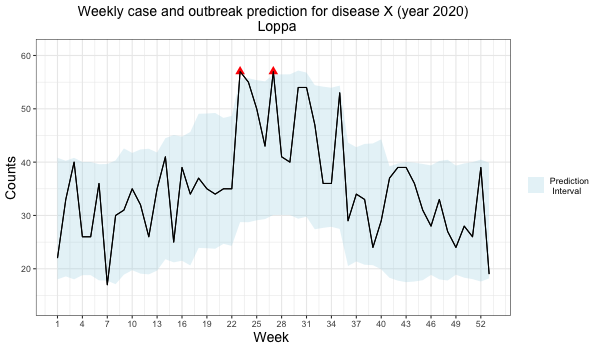 Weekly case and outbreak prediction for disease X (year 2020)
Loppa
60
50
40
30
20
Counts
1 4 7 10 13 16 19 22 25 28 31 34 37 40 43 46 49 52
Week
Prediction
Interval